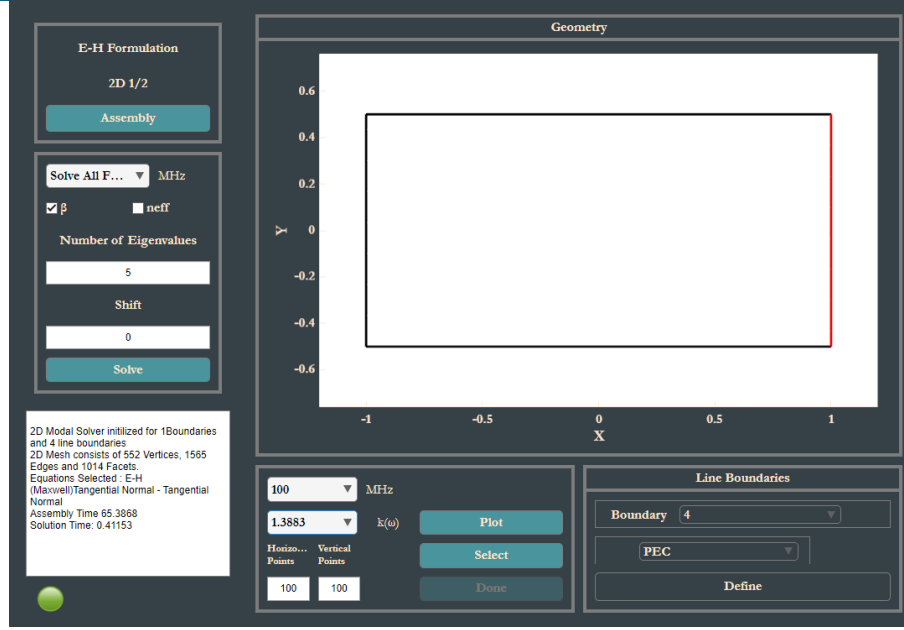 E-H Formulation
2D 1/2
Assembly
Solve All F...
MHz
β
neff
Number of Eigenvalues
5
Shift
0
Solve
2D Modal Solver initilized for 1Boundaries
and 4 line boundaries
2D Mesh consists of 552 Vertices, 1565
Edges and 1014 Facets.
Equations Selected : E-H
(Maxwell)Tangential Normal - Tangential
Normal
Assembly Time 65.3868
Solution Time: 0.41153
Geometry
0.6
0.4
0.2
0
-0.2
-0.4
-0.6
Y
-1
-0.5
0
0.5
1
X
100
MHz
1.3883
k(ω)
Plot
Horizo...
Points
Vertical
Points
Select
100
100
Done
Line Boundaries
Boundary
4
PEC
Define